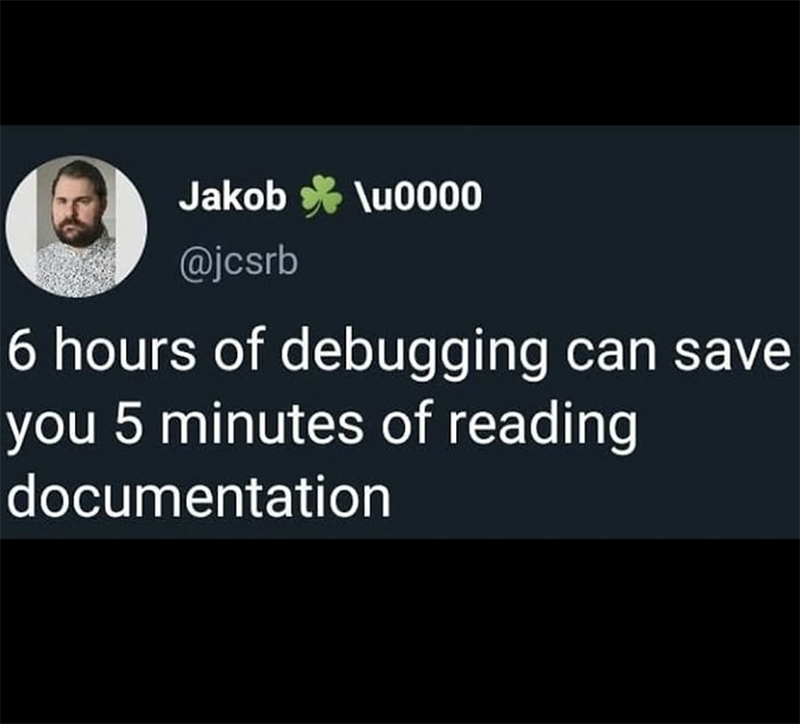 Jakob ☘ \u0000
@jcsrb
6 hours of debugging can save
you 5 minutes of reading
documentation